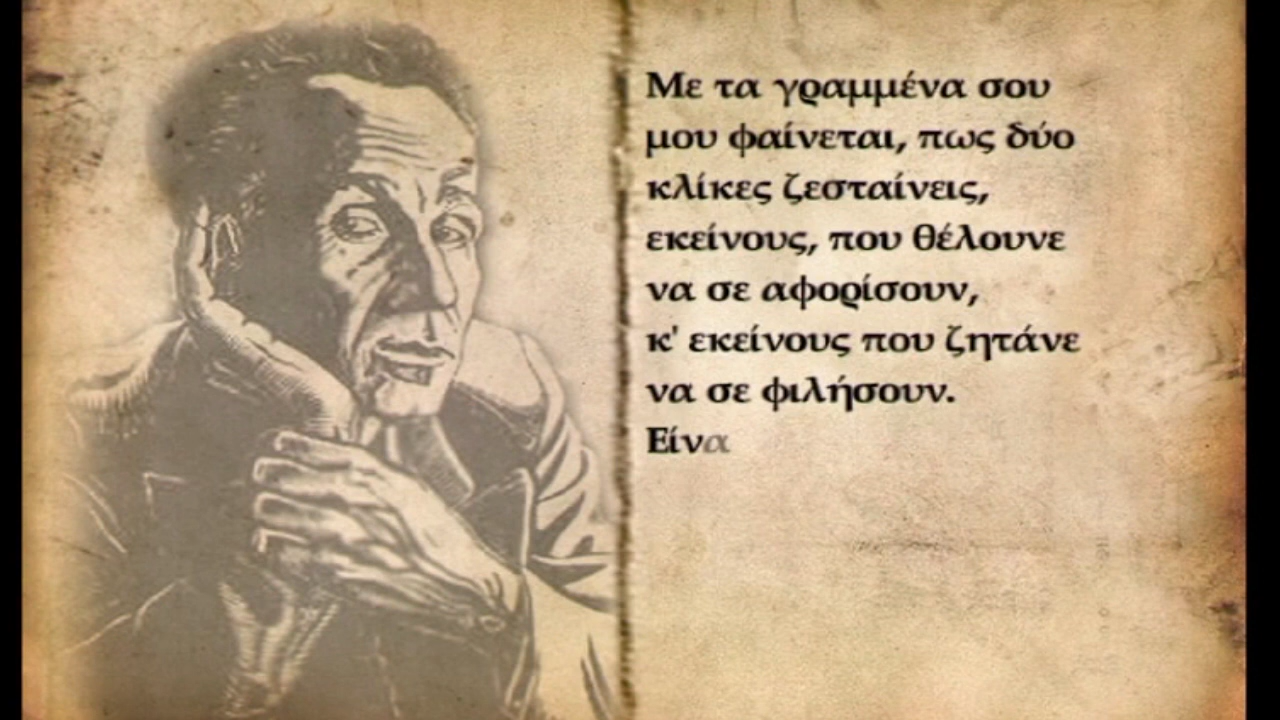 Με τα γραμμένα σου
μου φαίνεται, πως δύο
κλίκες ζεσταίνεις,
εκείνους, που θέλουνε
να σε αφορίσουν,
κ' εκείνους που ζητάνε
να σε φιλήσουν.
Είνα